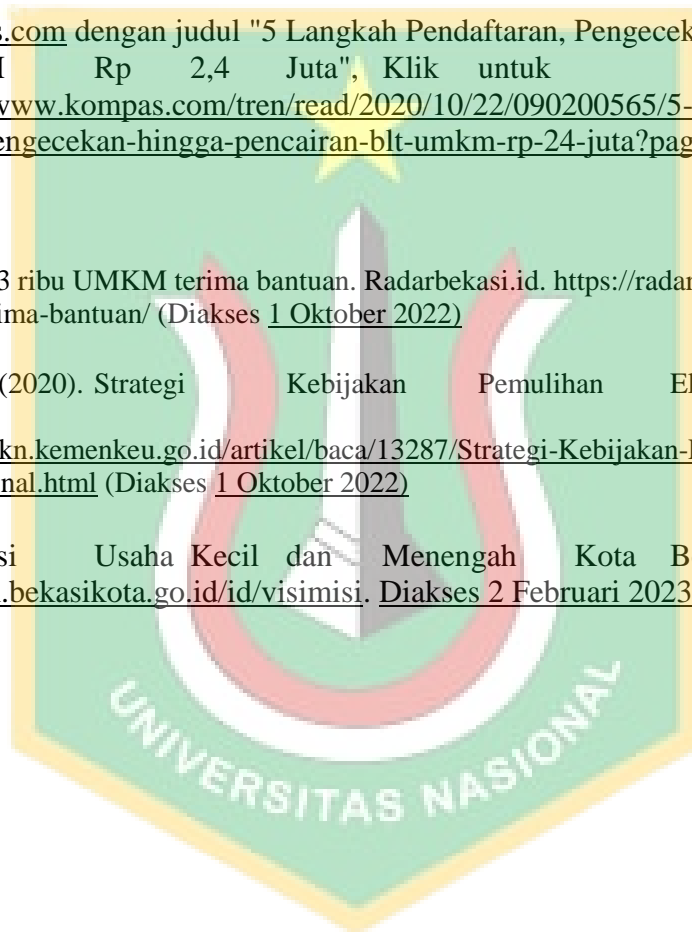 s.com dengan judul "5 Langkah Pendaftaran, Pengecek
Rp 2,4 Juta", Klik untuk
www.kompas.com/tren/read/2020/10/22/090200565/5-
engecekan-hingga-pencairan-blt-umkm-rp-24-juta?pag
3 ribu UMKM terima bantuan. Radarbekasi.id. https://radar
ima-bantuan/ (Diakses 1 Oktober 2022)
(2020). Strategi Kebijakan Pemulihan E
kn.kemenkeu.go.id/artikel/baca/13287/Strategi-Kebijakan-
nal.html (Diakses 1 Oktober 2022)
si Usaha Kecil dan Menengah Kota B
.bekasikota.go.id/id/visimisi. Diakses 2 Februari 2023
UNIVERSITAS NASIONAL